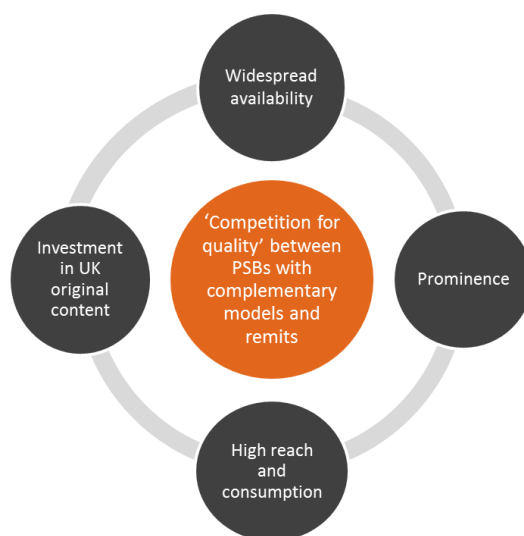 Widespread
availability
‘Competition for
quality’ between
PSBs with
complementary
models and
remits
Investment
in UK
original
content
Prominence
High reach
and
consumption